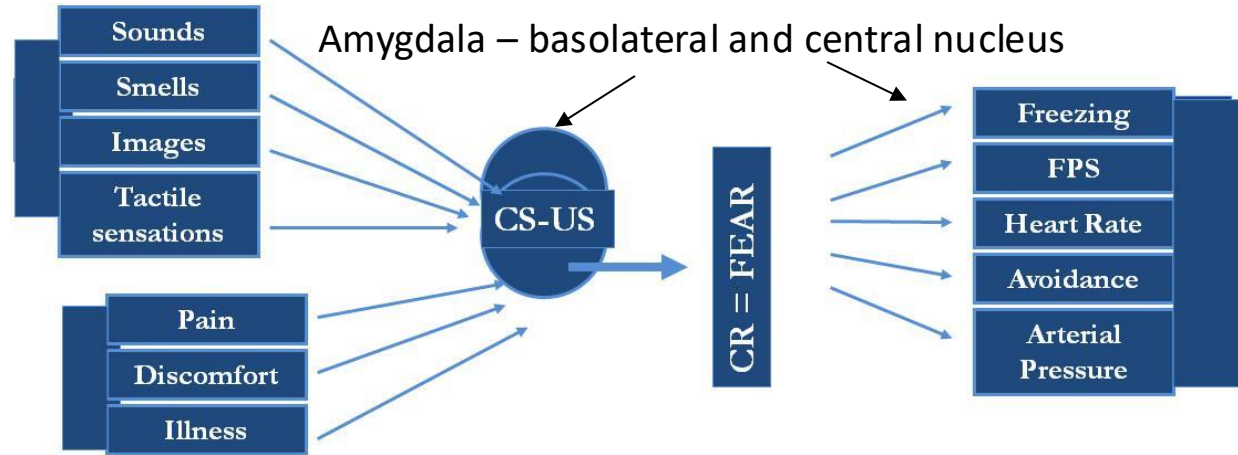 Amygdala – basolateral and central nucleus
Sounds
Smells
Images
Tactile
sensations
Pain
Discomfort
Illness
CS-US
CR = FEAR
Freezing
FPS
Heart Rate
Avoidance
Arterial
Pressure